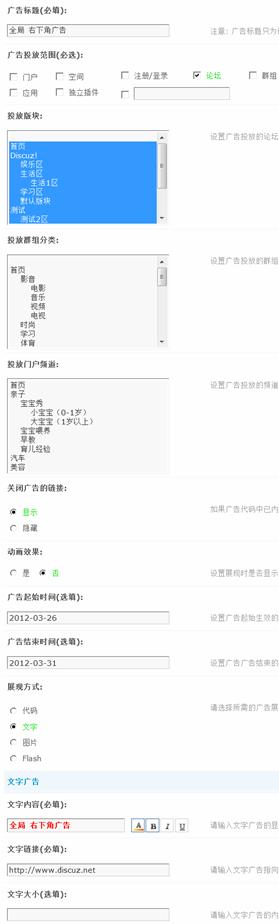 广告标题(必填):
全局 右下角广告 注意: 广告标题只为
广告投放范围(必选):
门户 空间 注册/登录 论坛 群组
应用 独立插件
投放版块:
设置广告投放的论坛
首页
Discuz!
娱乐区
生活区
生活1区
学习区
默认版块
测试
测试2区
投放群组分类:
设置广告投放的群组
首页
影音
电影
音乐
视频
电视
时尚
学习
体育
投放门户频道:
首页 设置广告投放的频道
亲子
宝宝秀
小宝宝（0-1岁）
大宝宝（1岁以上）
宝宝喂养
早教
育儿经验
汽车
美容
关闭广告的链接:
显示 如果广告代码中已内
隐藏
动画效果:
是 否 设置展现时是否显示
广告起始时间(选填):
2012-03-26 设置广告起始生效的
广告结束时间(选填):
2012-03-31 设置广告广告结束的
展现方式:
代码 请选择所需的广告展
文字
图片
Flash
文字广告
文字内容(必填):
全局 右下角广告 A B I U 请输入文字广告的显
文字链接(必填):
http://www.discuz.net 请输入文字广告指向
文字大小(选填):
请输入文字广告的内